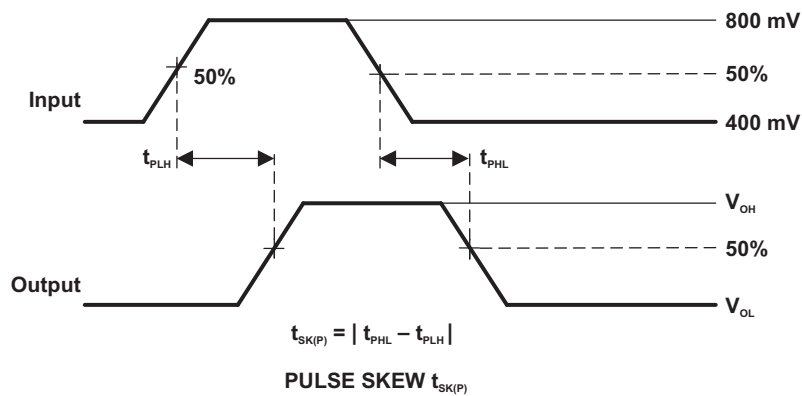 800 mV
50%
50%
Input
400 mV
tPLH
tPHL
VOH
50%
Output
VOL
tSK(P) = | tPHL – tPLH |
PULSE SKEW tSK(P)